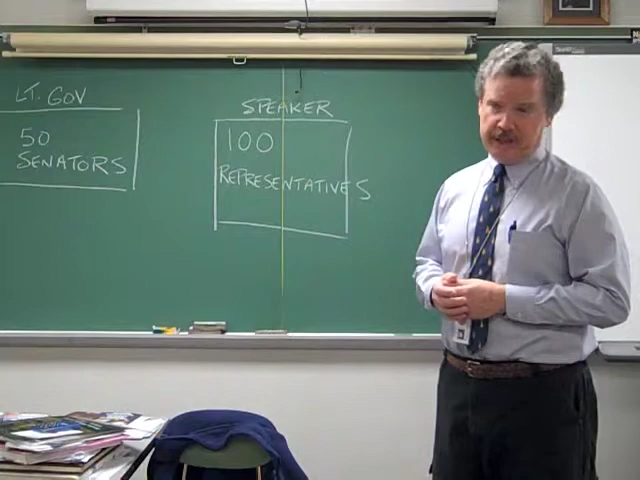 LT. GOV
50
SENATORS
SPEAKER
100
REPRESENTATIVES